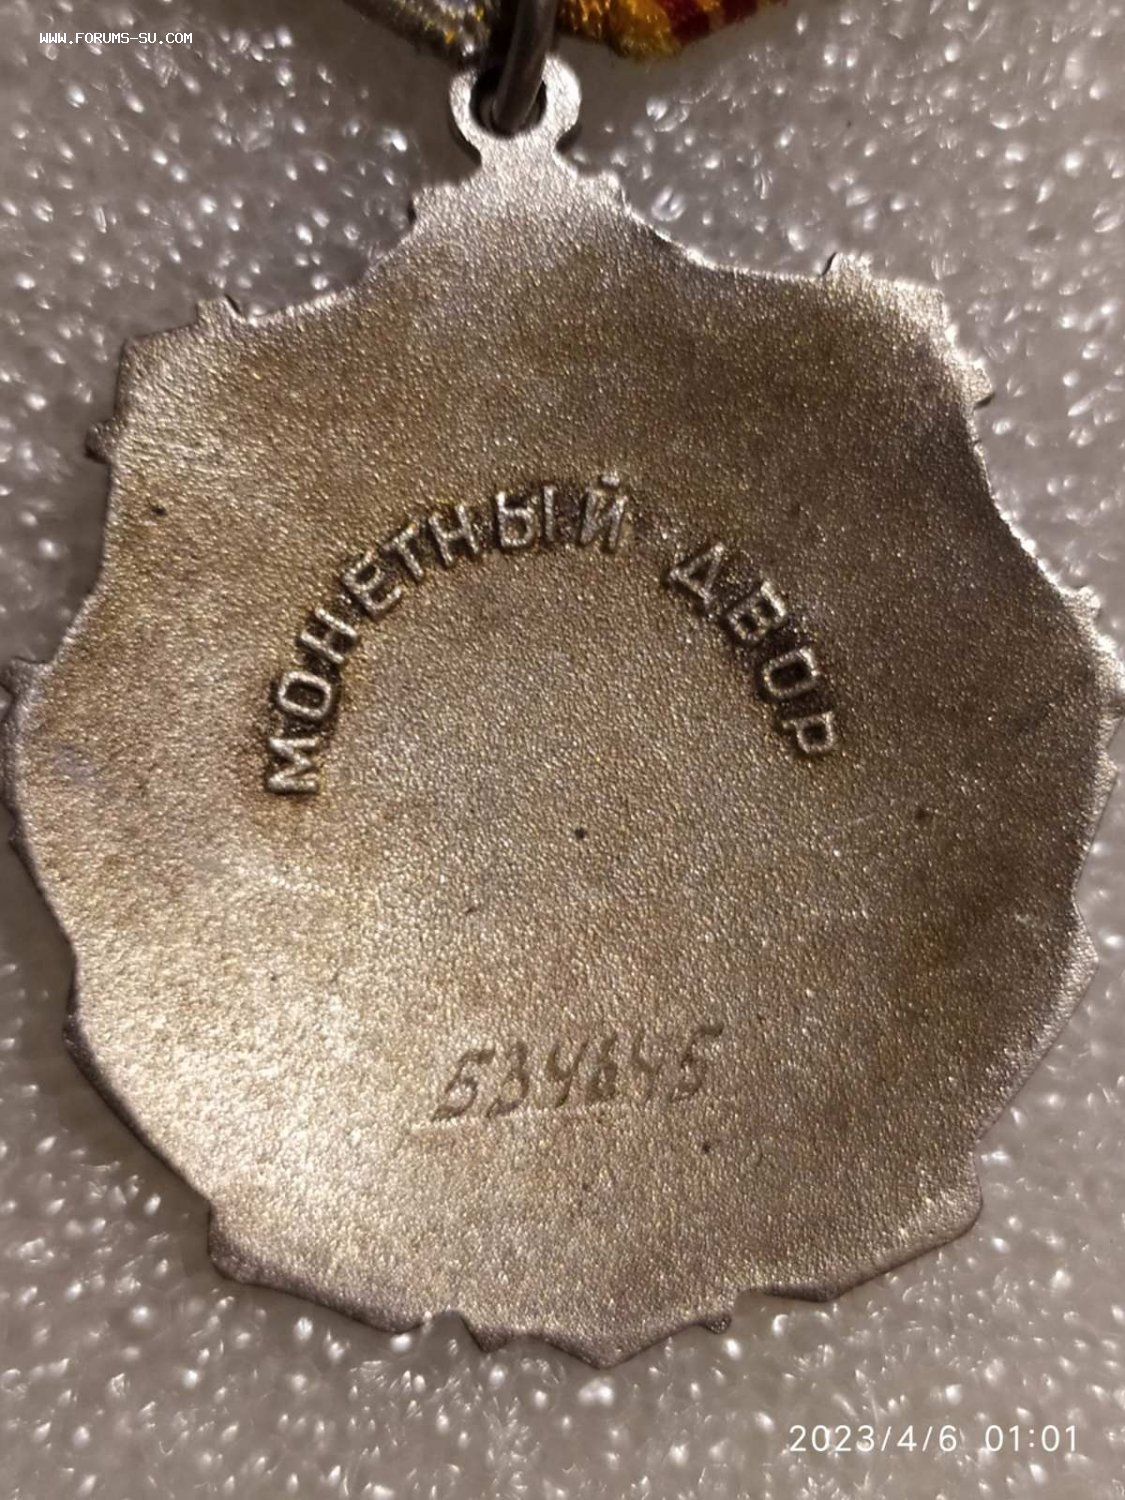 WWW.FORUMS-SU.COM
МОНЕТНЫЙ ДВОР
534645
2023/4/6 01:01